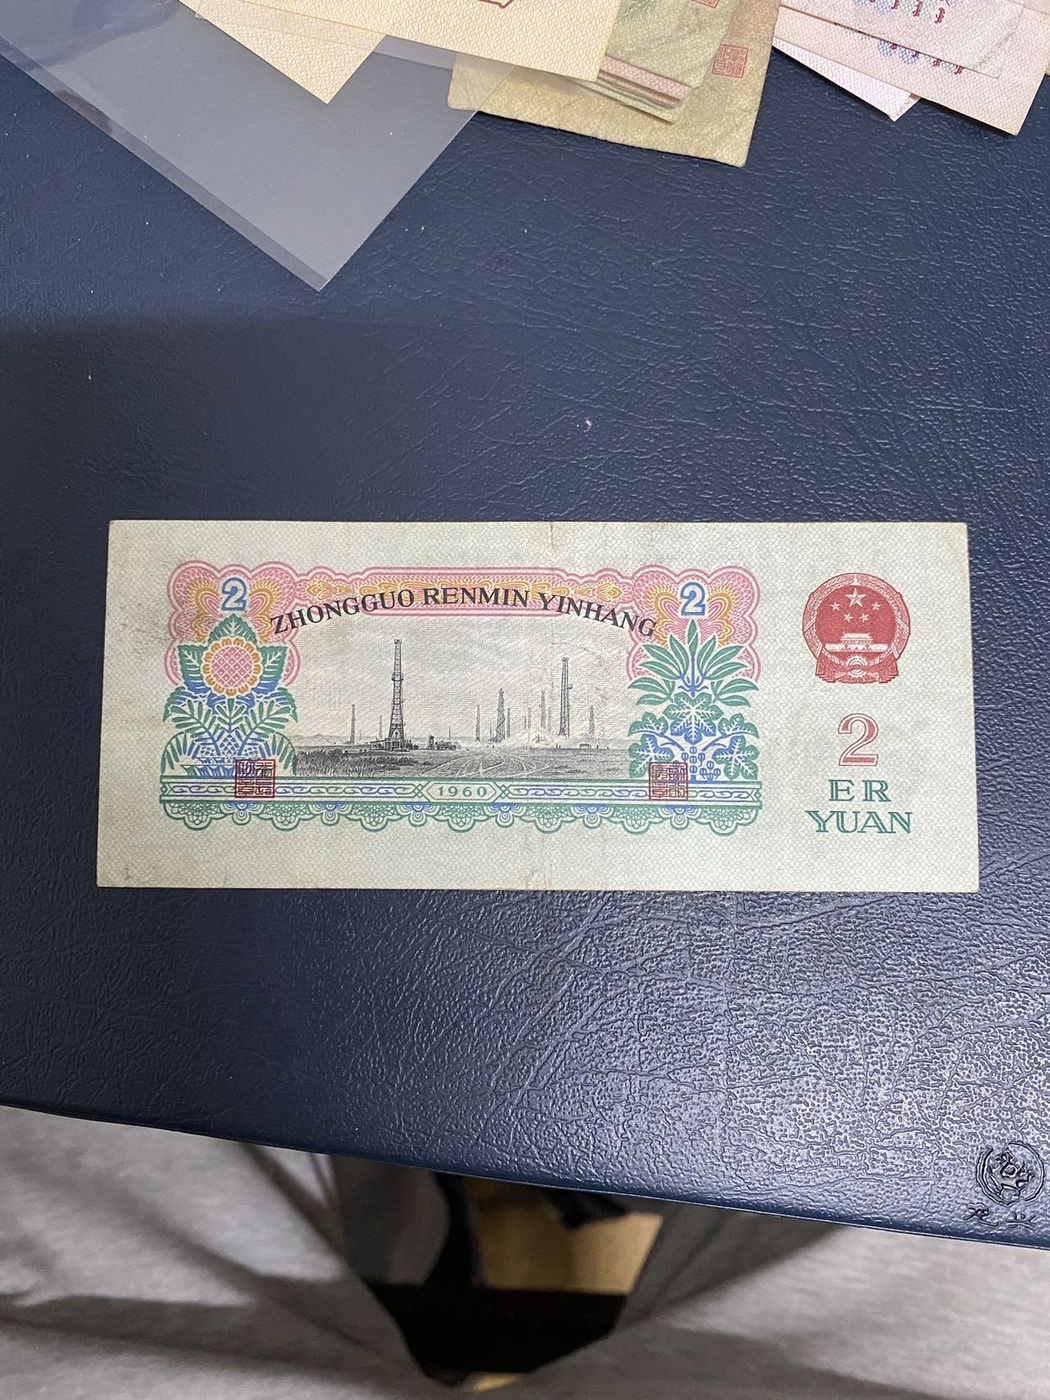 2
2
ZHONGGUO RENMIN YINHANG
1960
2
ER
YUAN